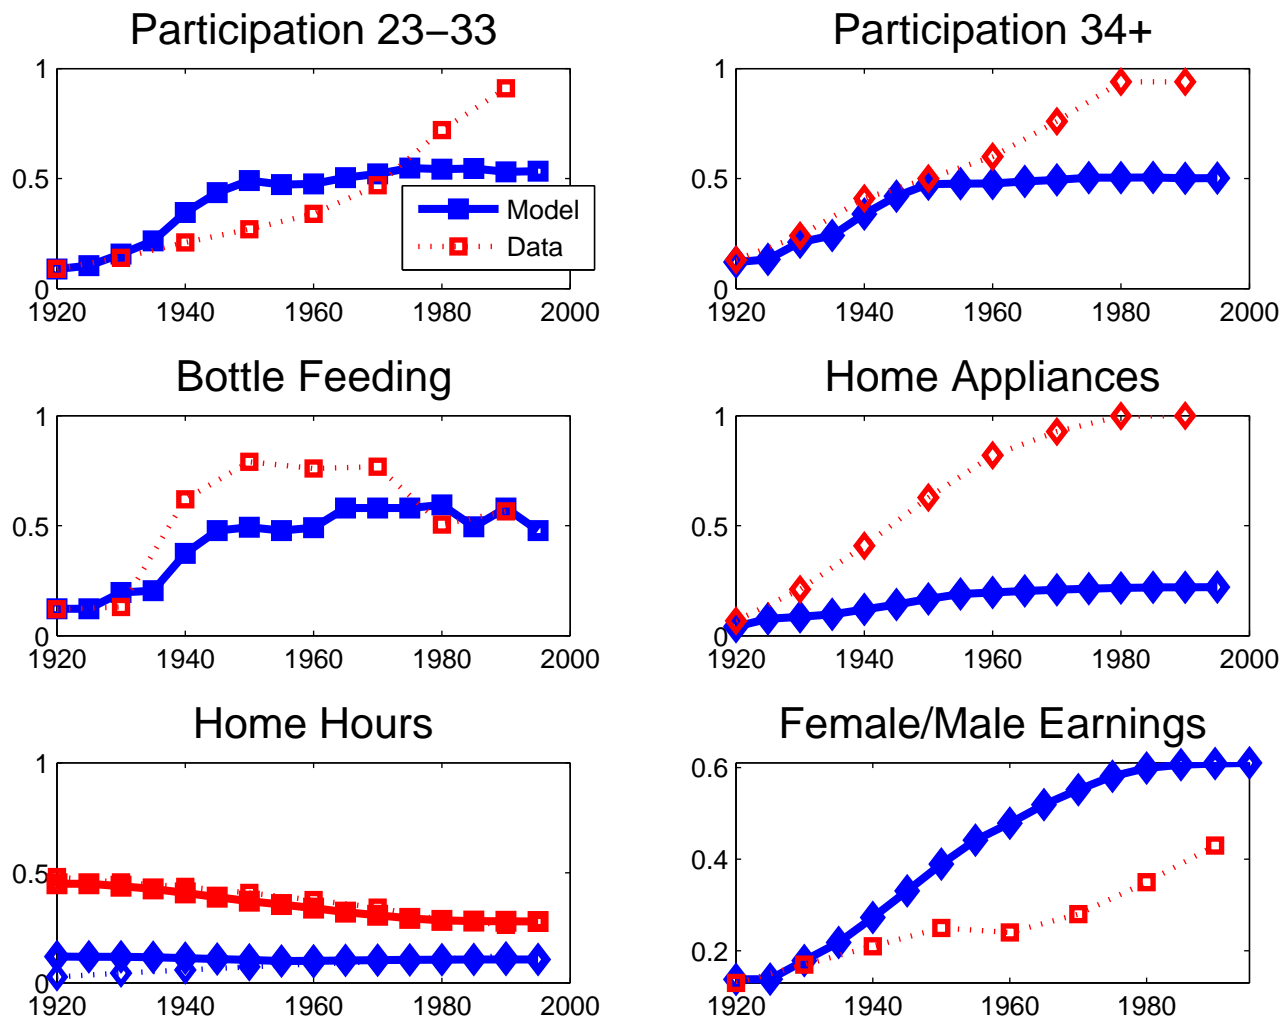 Participation 23−33
Participation 34+
1
0.5
0
1920 1940 1960 1980 2000
Model
Data
1
0.5
0
1920 1940 1960 1980 2000
Bottle Feeding
Home Appliances
1
0.5
0
1920 1940 1960 1980 2000
1
0.5
0
1920 1940 1960 1980 2000
Home Hours
Female/Male Earnings
1
0.5
0
1920 1940 1960 1980 2000
0.6
0.4
0.2
1920 1940 1960 1980